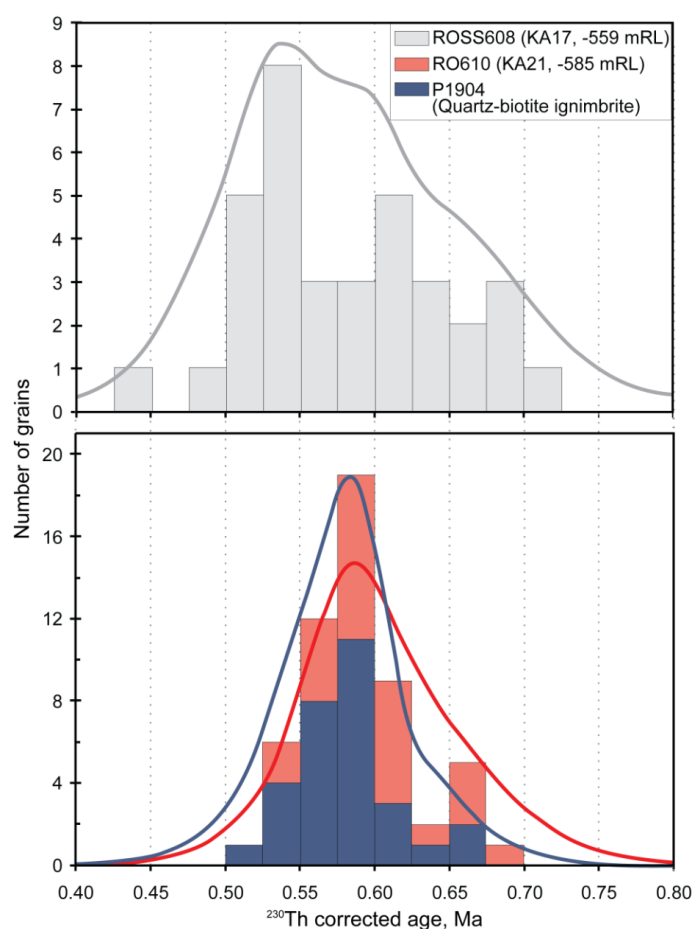 9
8
7
6
5
4
3
2
1
0
ROSS608 (KA17, -559 mRL)
RO610 (KA21, -585 mRL)
P1904
(Quartz-biotite ignimbrite)
Number of grains
20
16
12
8
4
0
0.40 0.45 0.50 0.55 0.60 0.65 0.70 0.75 0.80
²³⁰Th corrected age, Ma